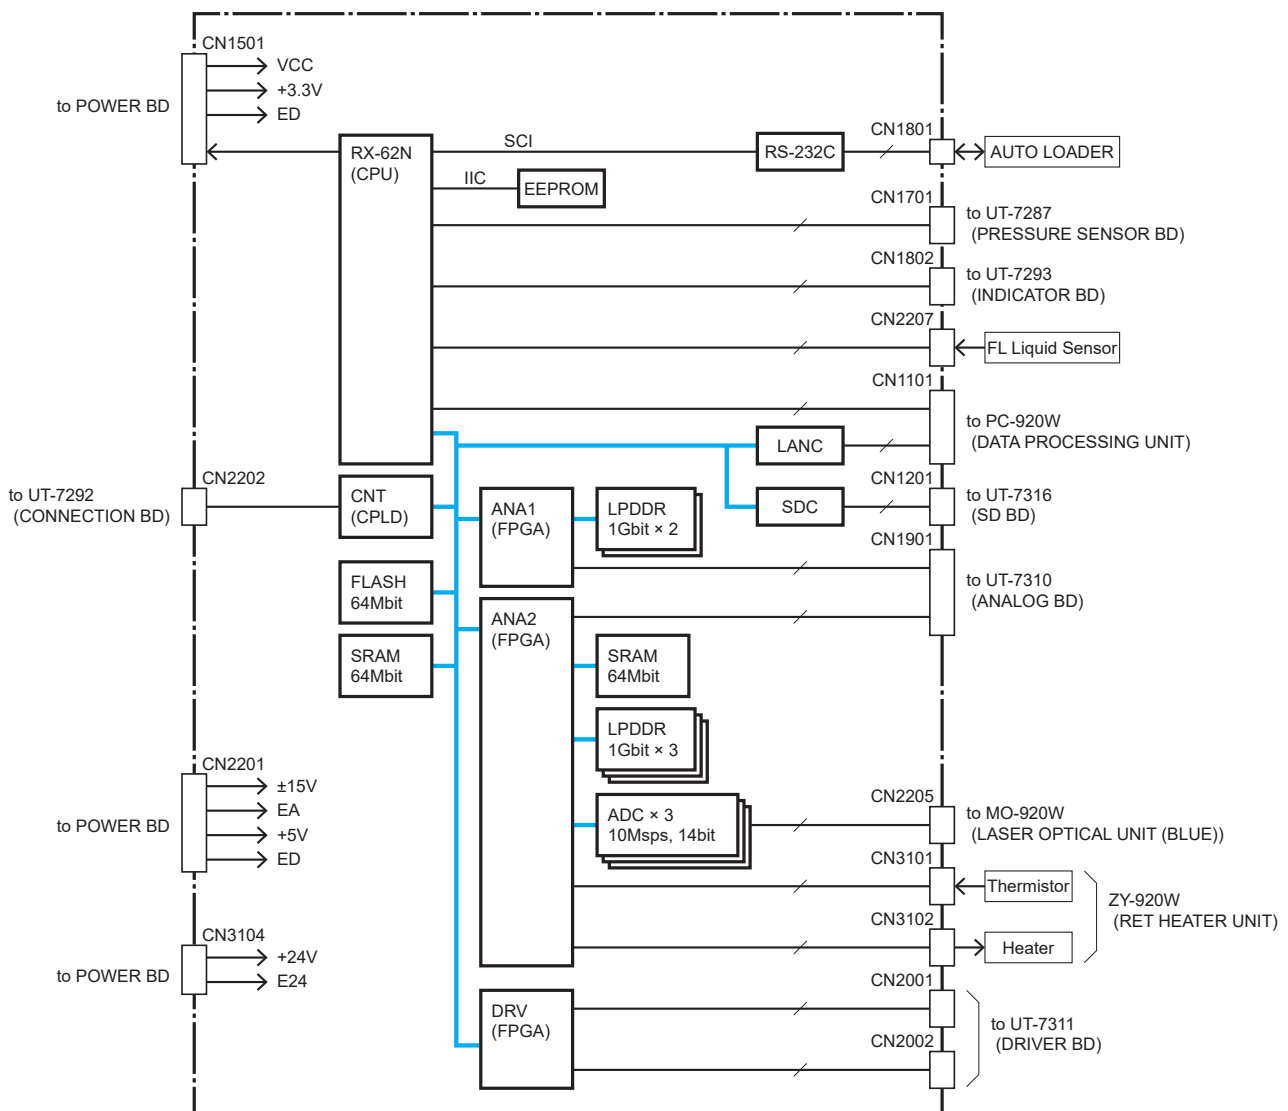 CN1501
VCC
+3.3V
ED
to POWER BD
RX-62N
(CPU)
SCI
RS-232C
CN1801
AUTO LOADER
IIC
EEPROM
CN1701
to UT-7287
(PRESSURE SENSOR BD)
CN1802
to UT-7293
(INDICATOR BD)
CN2207
FL Liquid Sensor
CN1101
to PC-920W
(DATA PROCESSING UNIT)
LANC
CN2202
to UT-7292
(CONNECTION BD)
CNT
(CPLD)
ANA1
(FPGA)
LPDDR
1Gbit × 2
SDC
CN1201
to UT-7316
(SD BD)
CN1901
to UT-7310
(ANALOG BD)
FLASH
64Mbit
ANA2
(FPGA)
SRAM
64Mbit
SRAM
64Mbit
LPDDR
1Gbit × 3
CN2201
±15V
EA
+5V
ED
to POWER BD
ADC × 3
10Msps, 14bit
CN2205
to MO-920W
(LASER OPTICAL UNIT (BLUE))
CN3101
Thermistor
ZY-920W
(RET HEATER UNIT)
CN3102
Heater
CN3104
+24V
E24
to POWER BD
DRV
(FPGA)
CN2001
to UT-7311
(DRIVER BD)
CN2002